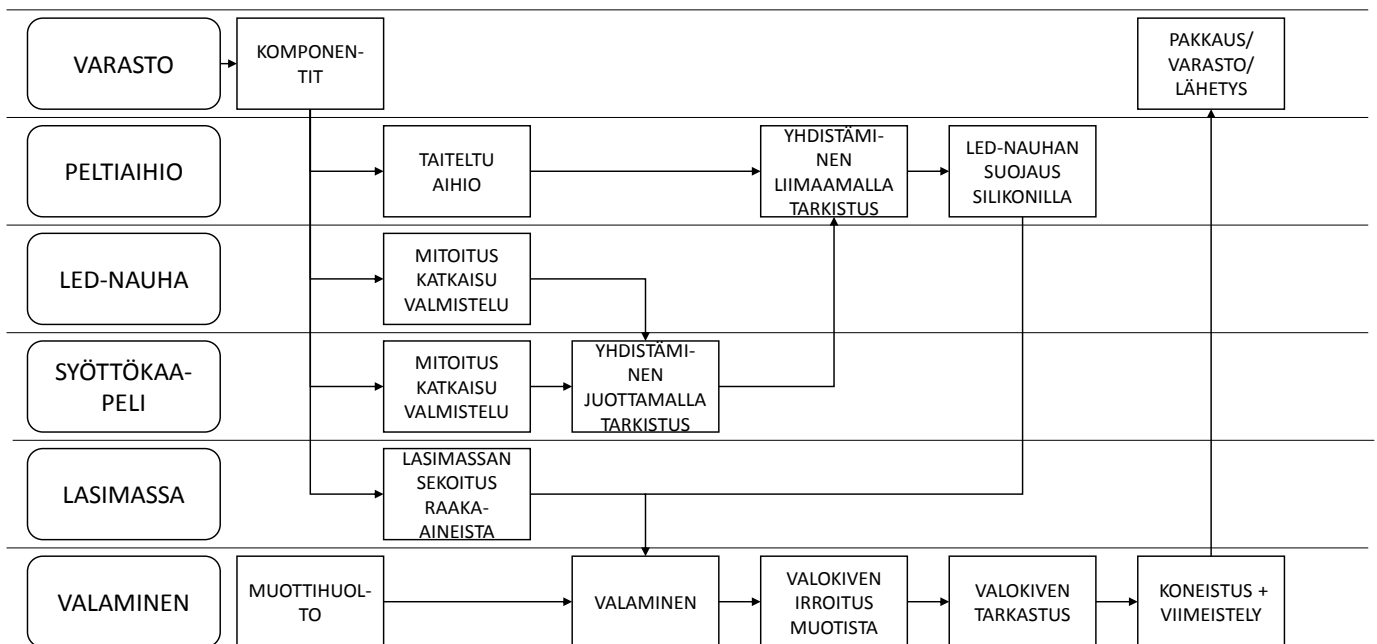 VARASTO
KOMPONEN-
TIT
PAKKAUS/
VARASTO/
LÄHETYS
PELTIAIHIO
TAITELTU
AIHIO
YHDISTÄMI-
NEN
LIIMAAMALLA
TARKISTUS
LED-NAUHAN
SUOJAUS
SILIKONILLA
LED-NAUHA
MITOITUS
KATKAISU
VALMISTELU
SYÖTTÖKAA-
PELI
MITOITUS
KATKAISU
VALMISTELU
YHDISTÄMI-
NEN
JUOTTAMALLA
TARKISTUS
LASIMASSA
LASIMASSAN
SEKOITUS
RAAKA-
AINEISTA
VALAMINEN
MUOTTIHUOL-
TO
VALAMINEN
VALOKIVEN
IRROITUS
MUOTISTA
VALOKIVEN
TARKASTUS
KONEISTUS +
VIIMEISTELY